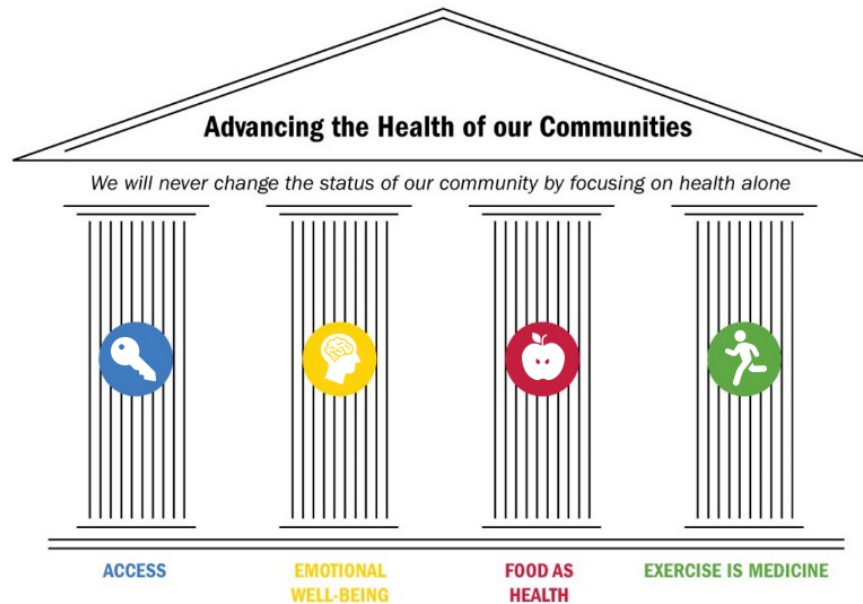 Advancing the Health of our Communities
We will never change the status of our community by focusing on health alone
ACCESS
EMOTIONAL
WELL-BEING
FOOD AS
HEALTH
EXERCISE IS MEDICINE